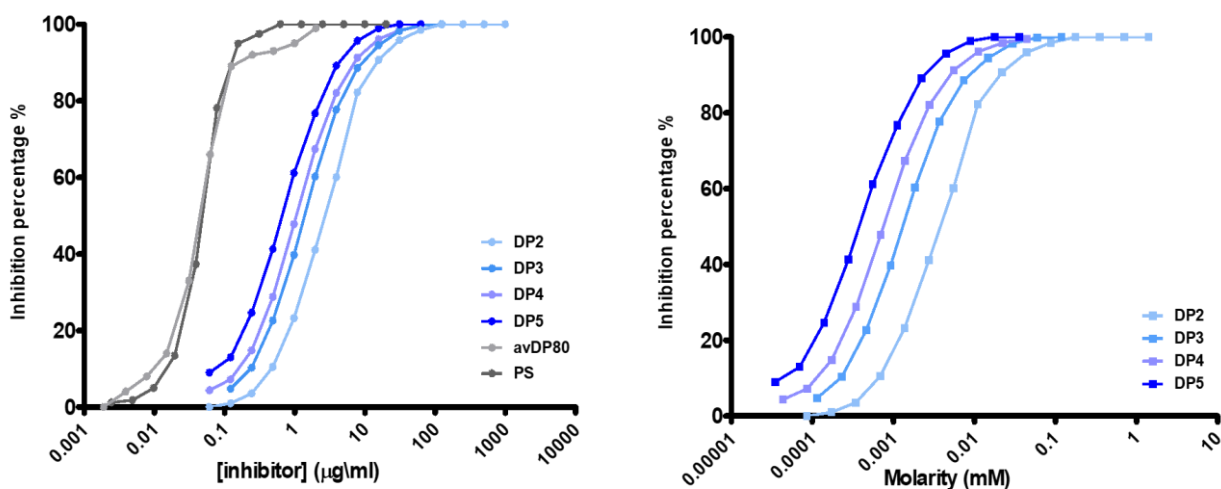 100
80
60
40
20
0
Inhibition percentage %
0.001
0.01
0.1
1
10
100
1000
10000
[inhibitor] (μg\ml)
DP2
DP3
DP4
DP5
avDP80
PS
100
80
60
40
20
0
Inhibition percentage %
0.00001
0.0001
0.001
0.01
0.1
1
10
Molarity (mM)
DP2
DP3
DP4
DP5